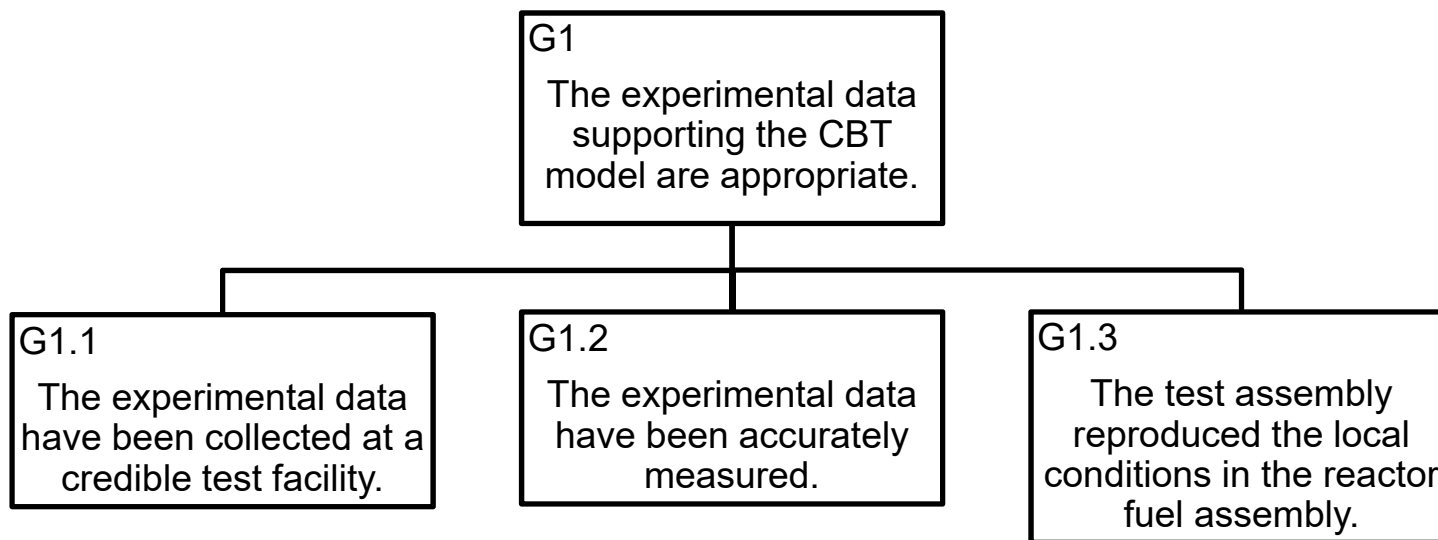 G1
The experimental data
supporting the CBT
model are appropriate.
G1.1
The experimental data
have been collected at a
credible test facility.
G1.2
The experimental data
have been accurately
measured.
G1.3
The test assembly
reproduced the local
conditions in the reactor
fuel assembly.